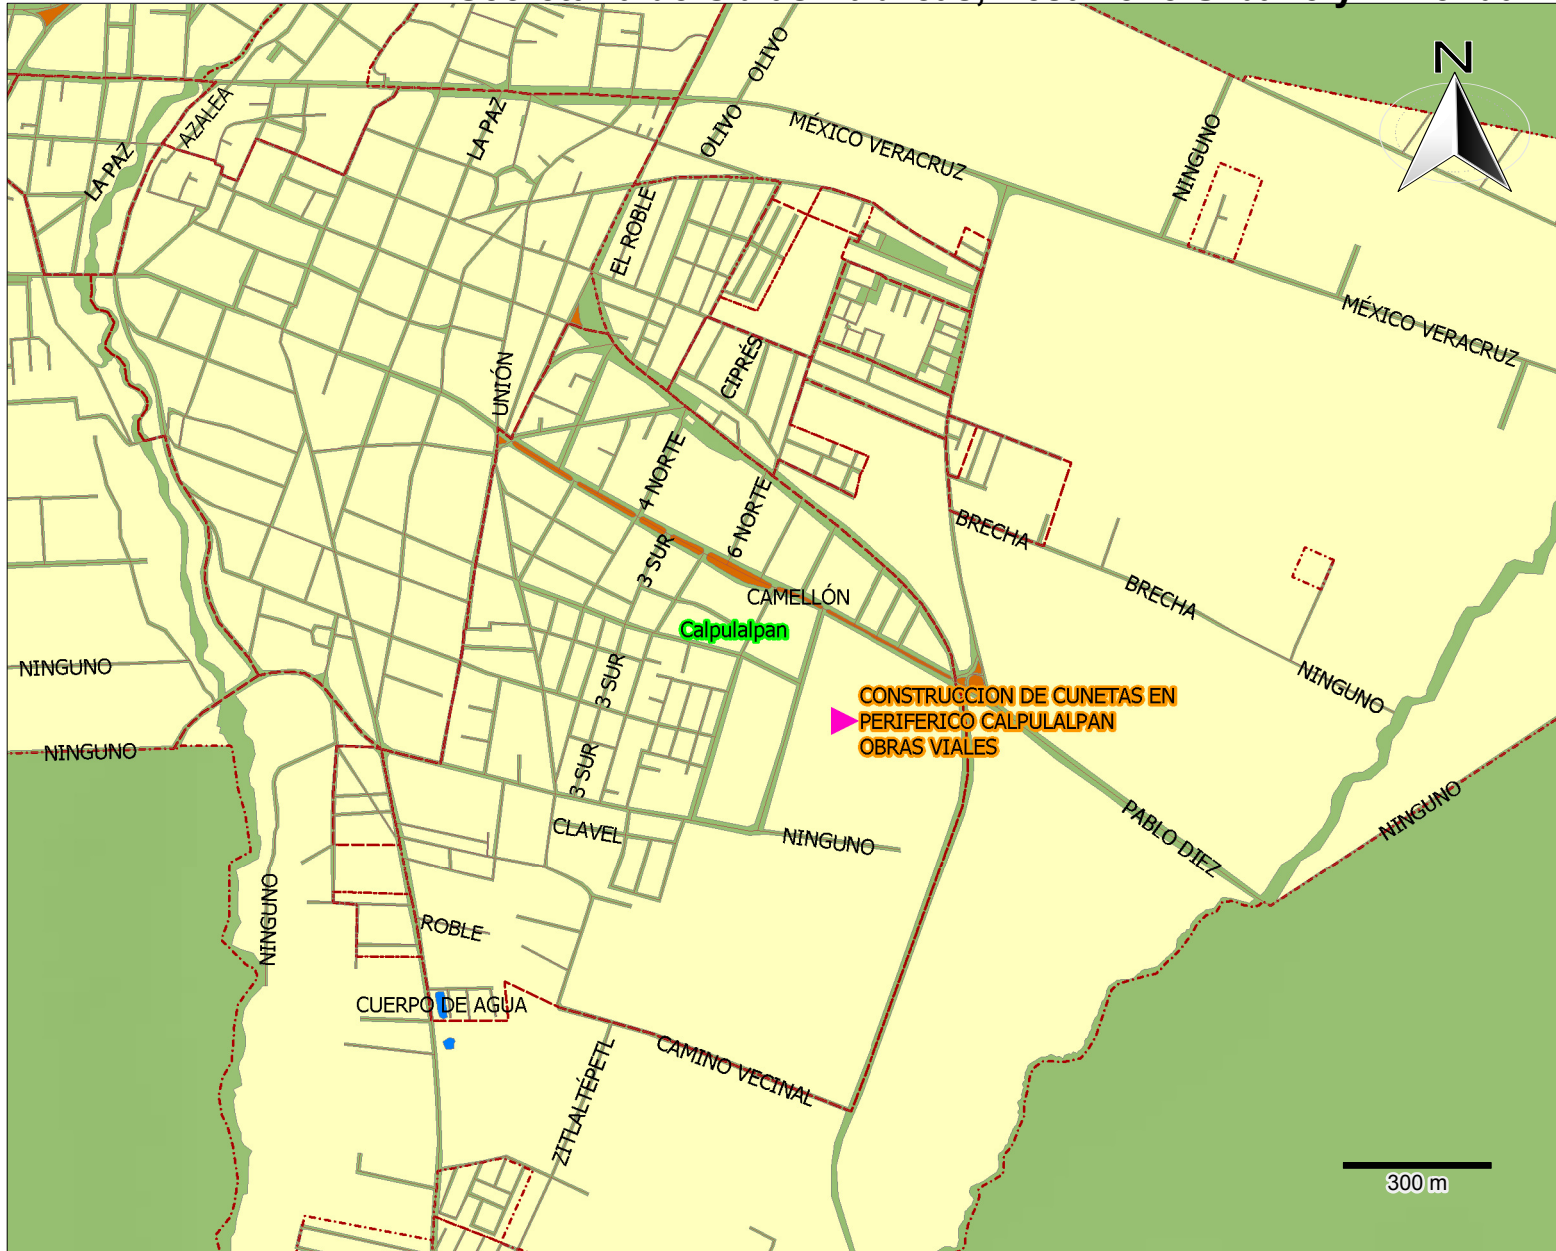 N
OLIVO
OLIVO
MÉXICO VERACRUZ
NINGUNO
AZALEA
LA PAZ
LA PAZ
EL ROBLE
MÉXICO VERACRUZ
UNIÓN
CIPRÉS
4 NORTE
6 NORTE
3 SUR
BRECHA
BRECHA
CAMELLÓN
Calpulalpan
NINGUNO
3 SUR
NINGUNO
CONSTRUCCION DE CUNETAS EN
PERIFERICO CALPULALPAN
OBRAS VIALES
NINGUNO
3 SUR
CLAVEL
NINGUNO
PABLO DIEZ
NINGUNO
NINGUNO
ROBLE
CUERPO DE AGUA
CAMINO VECINAL
ZITLALTÉPETL
300 m